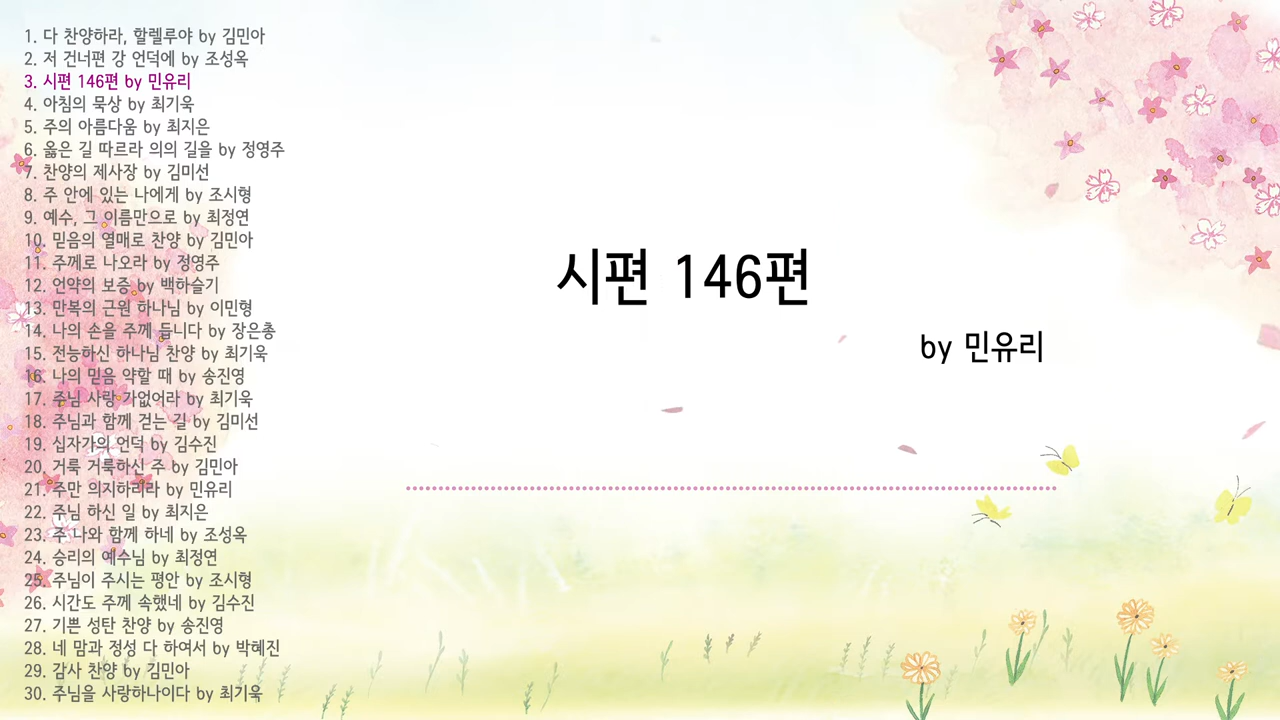 1. 다 찬양하라, 할렐루야 by 김민아
2. 저 건너편 강 언덕에 by 조성옥
3. 시편 146편 by 민유리
4. 아침의 묵상 by 최기욱
5. 주의 아름다움 by 최지은
6. 옳은 길 따르라 의의 길을 by 정영주
7. 찬양의 제사장 by 김미선
8. 주 안에 있는 나에게 by 조시형
9. 예수, 그 이름만으로 by 최정연
10. 믿음의 열매로 찬양 by 김민아
11. 주께로 나오라 by 정영주
12. 언약의 보증 by 백하슬기
13. 만복의 근원 하나님 by 이민형
14. 나의 손을 주께 듭니다 by 장은총
15. 전능하신 하나님 찬양 by 최기욱
16. 나의 믿음 약할 때 by 송진영
17. 주님 사랑 가없어라 by 최기욱
18. 주님과 함께 걷는 길 by 김미선
19. 십자가의 언덕 by 김수진
20. 거룩 거룩하신 주 by 김민아
21. 주만 의지하리라 by 민유리
22. 주님 하신 일 by 최지은
23. 주 나와 함께 하네 by 조성옥
24. 승리의 예수님 by 최정연
25. 주님이 주시는 평안 by 조시형
26. 시간도 주께 속했네 by 김수진
27. 기쁜 성탄 찬양 by 송진영
28. 네 맘과 정성 다 하여서 by 박혜진
29. 감사 찬양 by 김민아
30. 주님을 사랑하나이다 by 최기욱
시편 146편
by 민유리